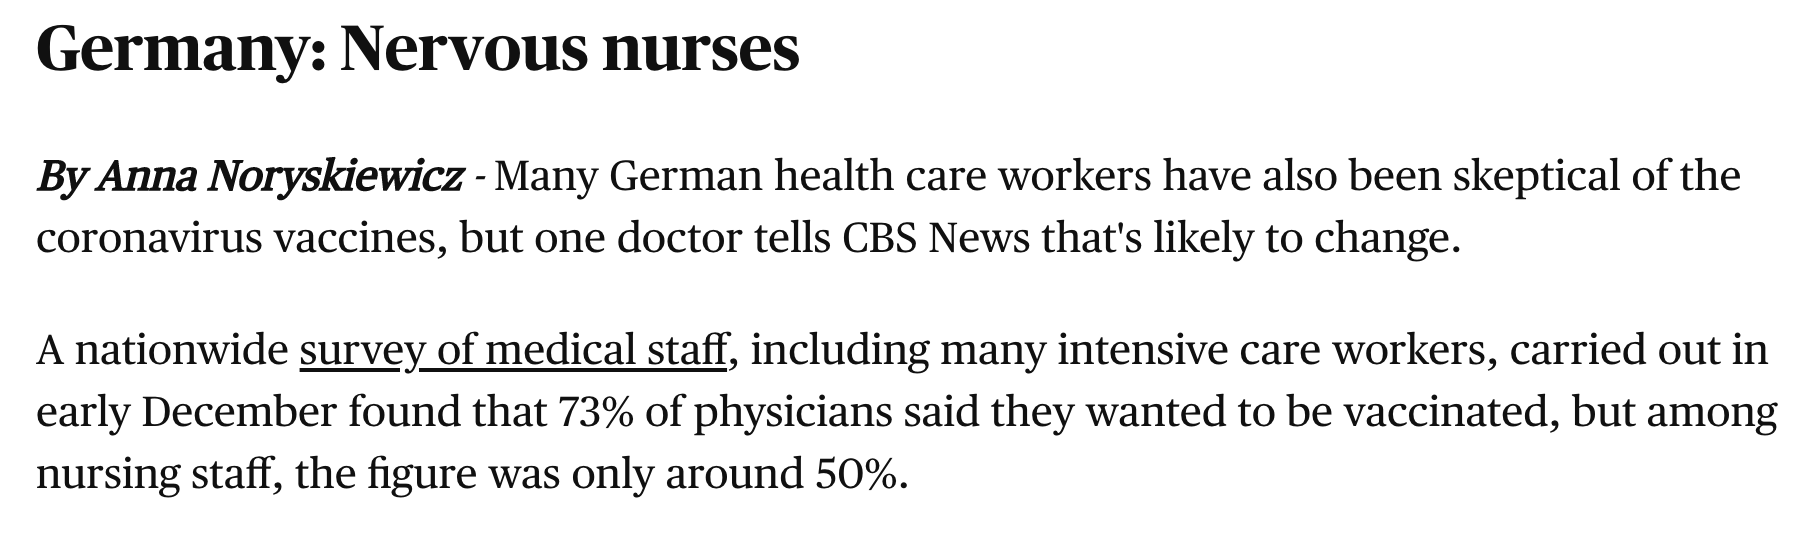 Germany: Nervous nurses
By Anna Noryskiewicz - Many German health care workers have also been skeptical of the
coronavirus vaccines, but one doctor tells CBS News that's likely to change.
A nationwide survey of medical staff, including many intensive care workers, carried out in
early December found that 73% of physicians said they wanted to be vaccinated, but among
nursing staff, the figure was only around 50%.